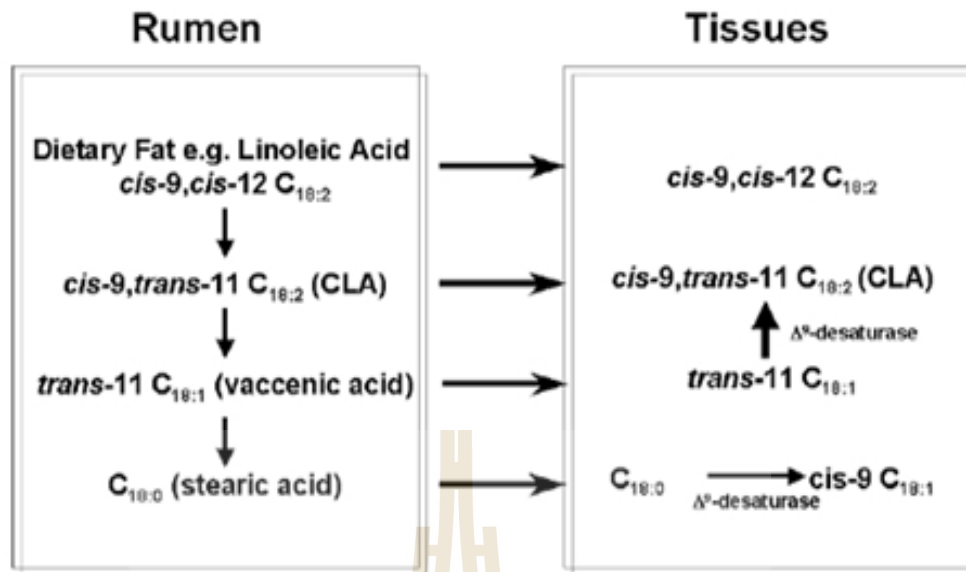 Rumen
Dietary Fat e.g. Linoleic Acid
cis-9,cis-12 C18:2
cis-9,trans-11 C18:2 (CLA)
trans-11 C18:1 (vaccenic acid)
C18:0 (stearic acid)
Tissues
cis-9,cis-12 C18:2
cis-9,trans-11 C18:2 (CLA)
Δ⁹-desaturase
trans-11 C18:1
C18:0 cis-9 C18:1
Δ⁹-desaturase